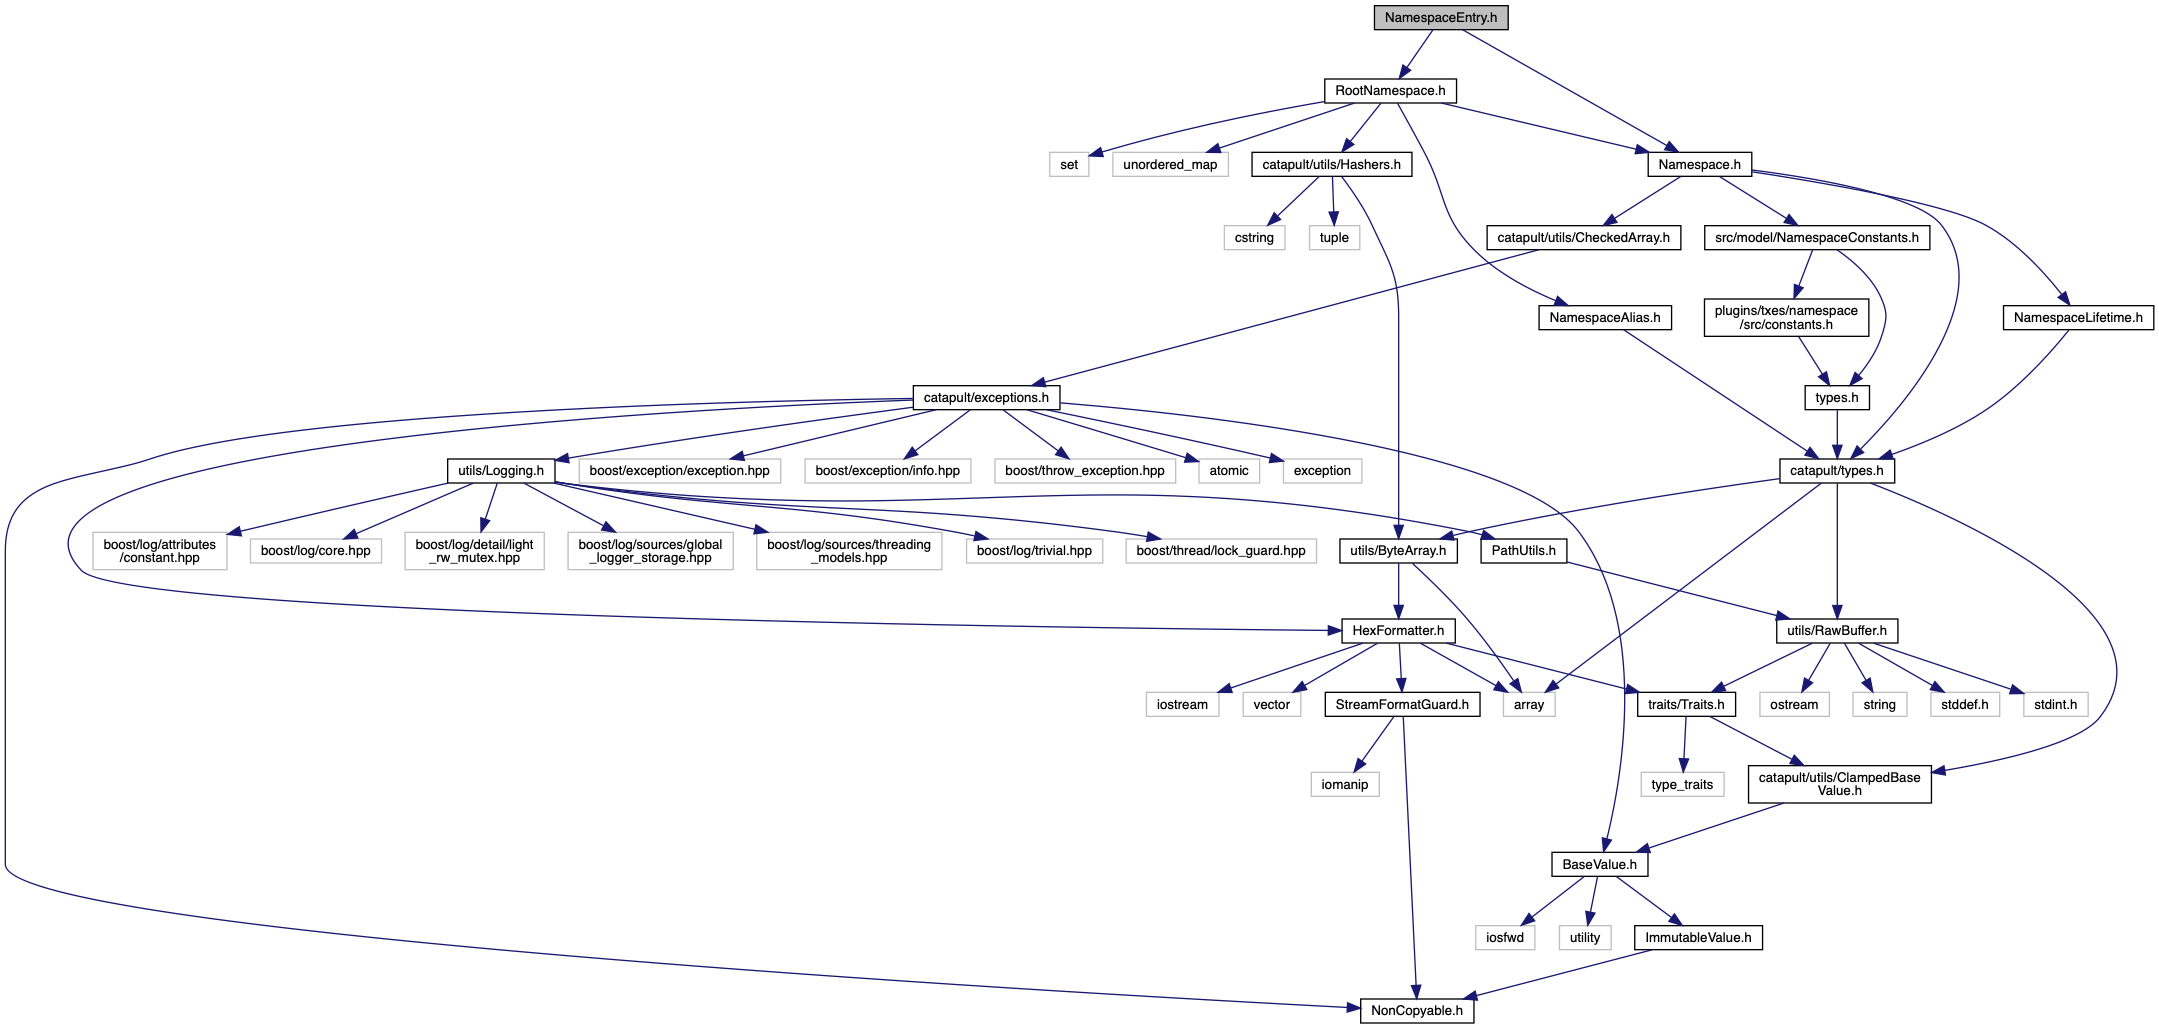 NamespaceEntry.h
RootNamespace.h
set
unordered_map
catapult/utils/Hashers.h
Namespace.h
cstring
tuple
catapult/utils/CheckedArray.h
src/model/NamespaceConstants.h
NamespaceAlias.h
plugins/txes/namespace
/src/constants.h
NamespaceLifetime.h
catapult/exceptions.h
types.h
utils/Logging.h
boost/exception/exception.hpp
boost/exception/info.hpp
boost/throw_exception.hpp
atomic
exception
catapult/types.h
boost/log/attributes
/constant.hpp
boost/log/core.hpp
boost/log/detail/light
_rw_mutex.hpp
boost/log/sources/global
_logger_storage.hpp
boost/log/sources/threading
_models.hpp
boost/log/trivial.hpp
boost/thread/lock_guard.hpp
utils/ByteArray.h
PathUtils.h
HexFormatter.h
utils/RawBuffer.h
iostream
vector
StreamFormatGuard.h
array
traits/Traits.h
ostream
string
stddef.h
stdint.h
iomanip
type_traits
catapult/utils/ClampedBase
Value.h
BaseValue.h
iosfwd
utility
ImmutableValue.h
NonCopyable.h